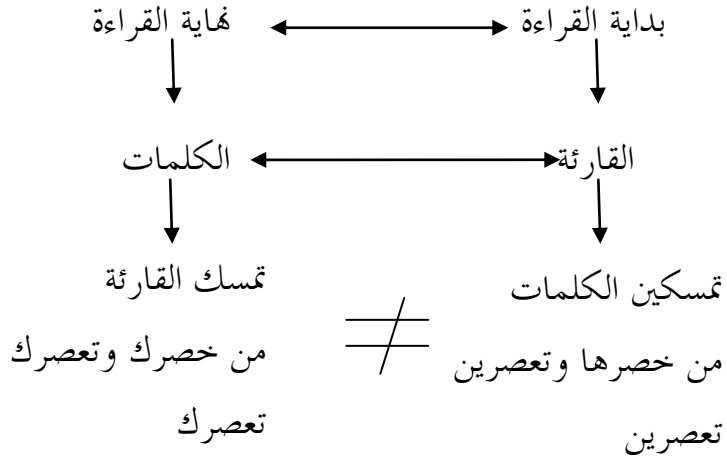 بداية القراءة
نهاية القراءة
القارئة
الكلمات
تمسكين الكلمات
من خصرها وتعصرين
تعصرين
تمسك القارئة
من خصرك وتعصرك
تعصرك